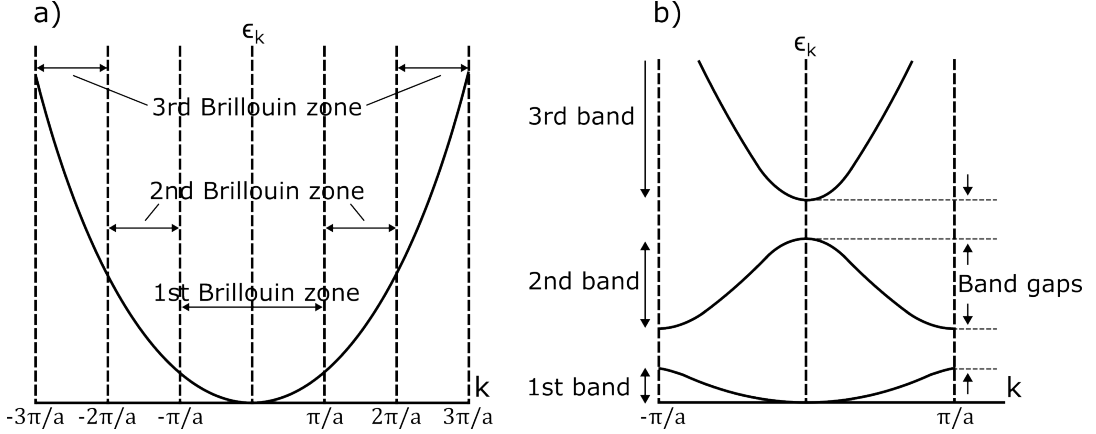 a)
ϵk
3rd Brillouin zone
2nd Brillouin zone
1st Brillouin zone
k
-3π/a -2π/a -π/a π/a 2π/a 3π/a
b)
ϵk
3rd band
2nd band
Band gaps
1st band
k
-π/a π/a